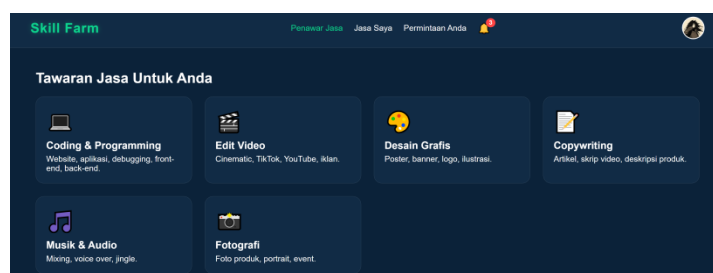 Skill Farm
Penawar Jasa Jasa Saya Permintaan Anda 3
Tawaran Jasa Untuk Anda
Coding & Programming
Website, aplikasi, debugging, front-
end, back-end.
Edit Video
Cinematic, TikTok, YouTube, iklan.
Desain Grafis
Poster, banner, logo, ilustrasi.
Copywriting
Artikel, skrip video, deskripsi produk.
Musik & Audio
Mixing, voice over, jingle.
Fotografi
Foto produk, portrait, event.